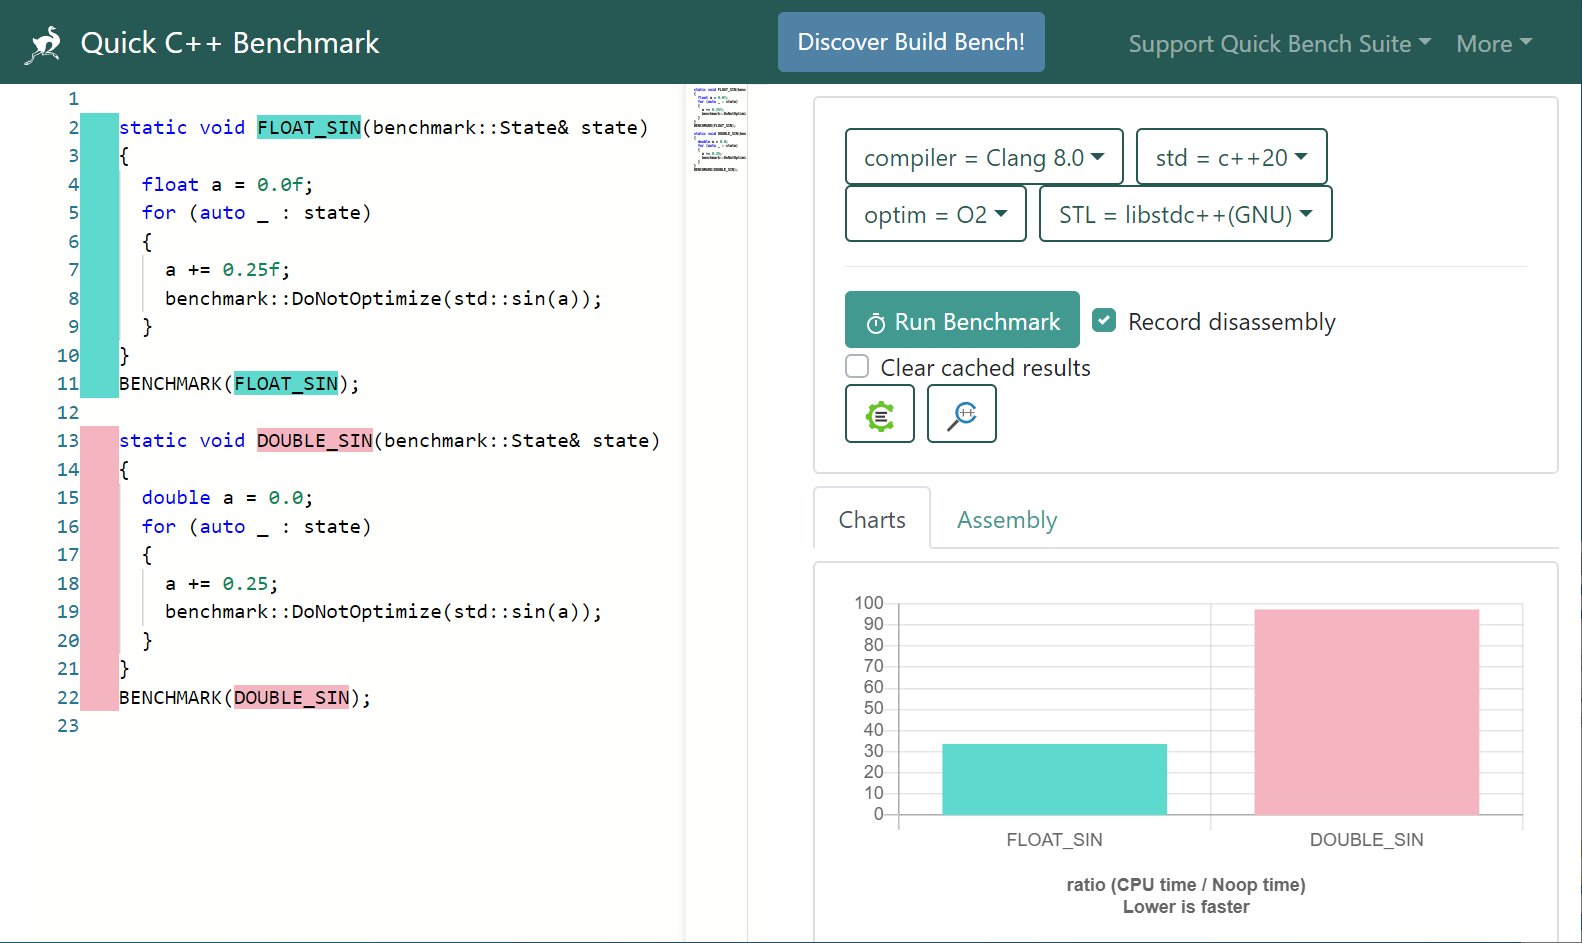 Quick C++ Benchmark
Discover Build Bench!
Support Quick Bench Suite
More
1
2 static void FLOAT_SIN(benchmark::State& state)
3 {
4 float a = 0.0f;
5 for (auto _ : state)
6 {
7 a += 0.25f;
8 benchmark::DoNotOptimize(std::sin(a));
9 }
10 }
11 BENCHMARK(FLOAT_SIN);
12
13 static void DOUBLE_SIN(benchmark::State& state)
14 {
15 double a = 0.0;
16 for (auto _ : state)
17 {
18 a += 0.25;
19 benchmark::DoNotOptimize(std::sin(a));
20 }
21 }
22 BENCHMARK(DOUBLE_SIN);
23
compiler = Clang 8.0
std = c++20
optim = O2
STL = libstdc++(GNU)
Run Benchmark
Record disassembly
Clear cached results
Charts
Assembly
100
90
80
70
60
50
40
30
20
10
0
FLOAT_SIN
DOUBLE_SIN
ratio (CPU time / Noop time)
Lower is faster